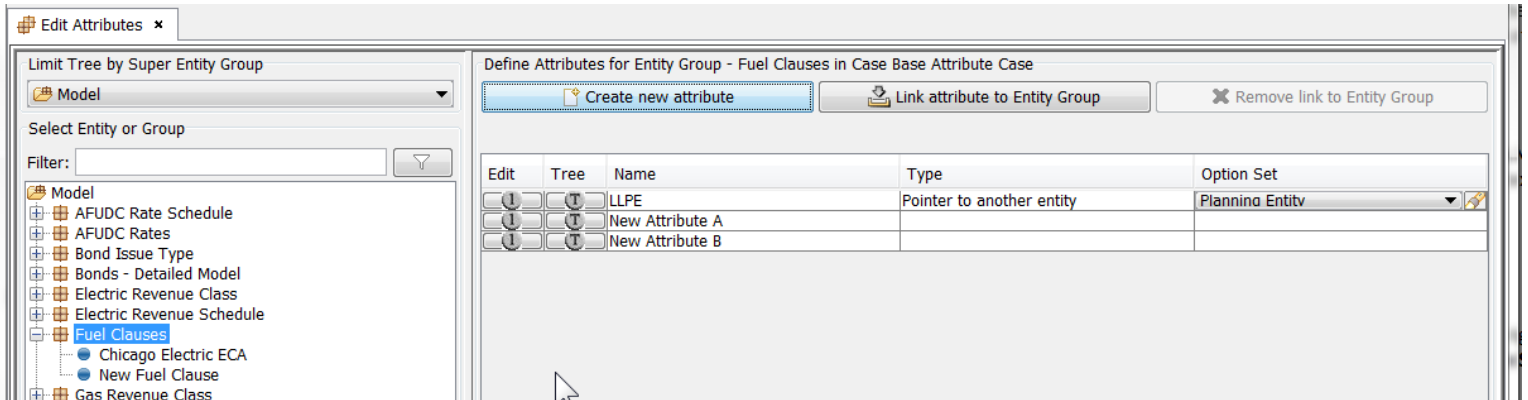 Edit Attributes ×
Limit Tree by Super Entity Group
Model
Select Entity or Group
Filter:
Model
AFUDC Rate Schedule
AFUDC Rates
Bond Issue Type
Bonds - Detailed Model
Electric Revenue Class
Electric Revenue Schedule
Fuel Clauses
Chicago Electric ECA
New Fuel Clause
Gas Revenue Class
Define Attributes for Entity Group - Fuel Clauses in Case Base Attribute Case
Create new attribute Link attribute to Entity Group Remove link to Entity Group
Edit Tree Name Type Option Set
1 T LLPE Pointer to another entity Planning Entity
1 T New Attribute A
1 T New Attribute B